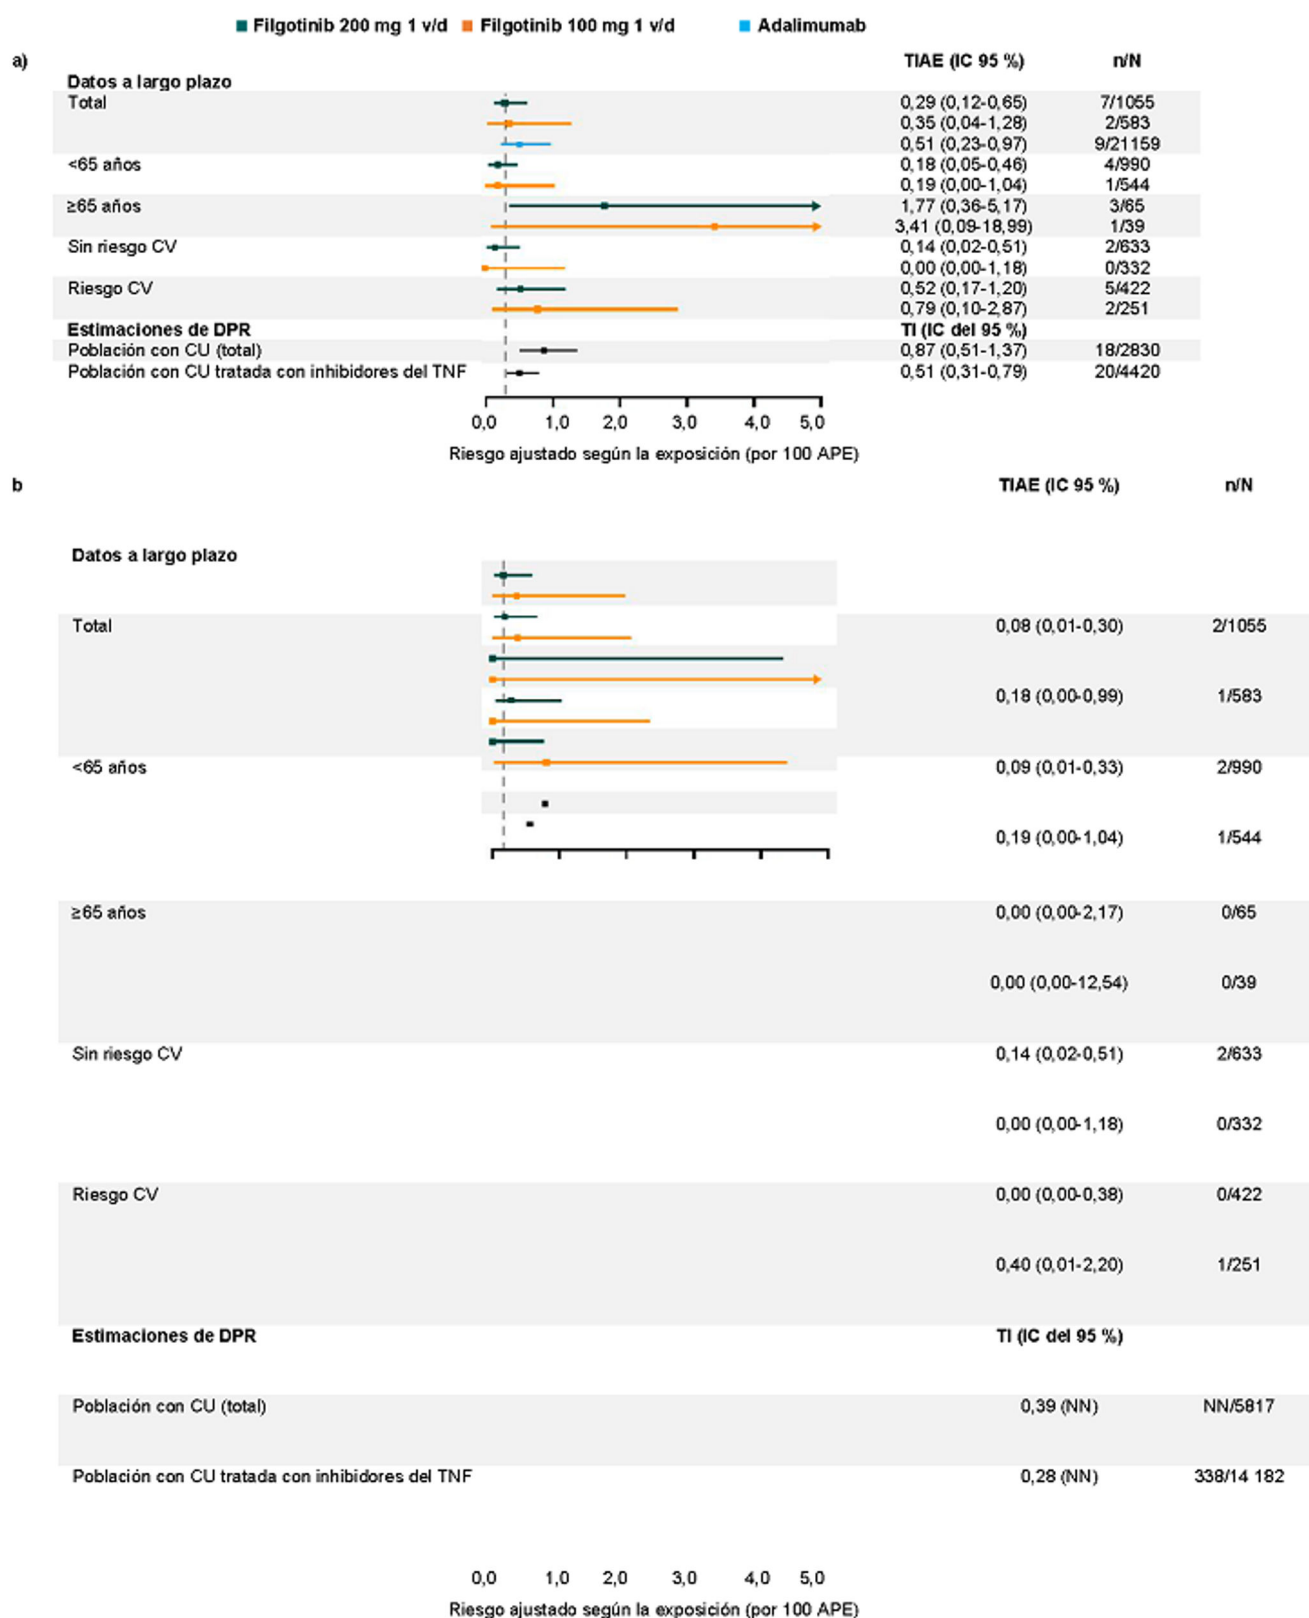 Filgotinib 200 mg 1 v/d Filgotinib 100 mg 1 v/d Adalimumab
a) TIAE (IC 95 %) n/N
Datos a largo plazo
Total 0,29 (0,12-0,65) 7/1055
0,35 (0,04-1,28) 2/583
0,51 (0,23-0,97) 9/21159
<65 años 0,18 (0,05-0,46) 4/990
0,19 (0,00-1,04) 1/544
≥65 años 1,77 (0,36-5,17) 3/65
3,41 (0,09-18,99) 1/39
Sin riesgo CV 0,14 (0,02-0,51) 2/633
0,00 (0,00-1,18) 0/332
Riesgo CV 0,52 (0,17-1,20) 5/422
0,79 (0,10-2,87) 2/251
Estimaciones de DPR TI (IC del 95 %)
Población con CU (total) 0,87 (0,51-1,37) 18/2830
Población con CU tratada con inhibidores del TNF 0,51 (0,31-0,79) 20/4420
0,0 1,0 2,0 3,0 4,0 5,0
Riesgo ajustado según la exposición (por 100 APE)
b TIAE (IC 95 %) n/N
Datos a largo plazo
Total 0,08 (0,01-0,30) 2/1055
0,18 (0,00-0,99) 1/583
<65 años 0,09 (0,01-0,33) 2/990
0,19 (0,00-1,04) 1/544
≥65 años 0,00 (0,00-2,17) 0/65
0,00 (0,00-12,54) 0/39
Sin riesgo CV 0,14 (0,02-0,51) 2/633
0,00 (0,00-1,18) 0/332
Riesgo CV 0,00 (0,00-0,38) 0/422
0,40 (0,01-2,20) 1/251
Estimaciones de DPR TI (IC del 95 %)
Población con CU (total) 0,39 (NN) NN/5817
Población con CU tratada con inhibidores del TNF 0,28 (NN) 338/14 182
0,0 1,0 2,0 3,0 4,0 5,0
Riesgo ajustado según la exposición (por 100 APE)